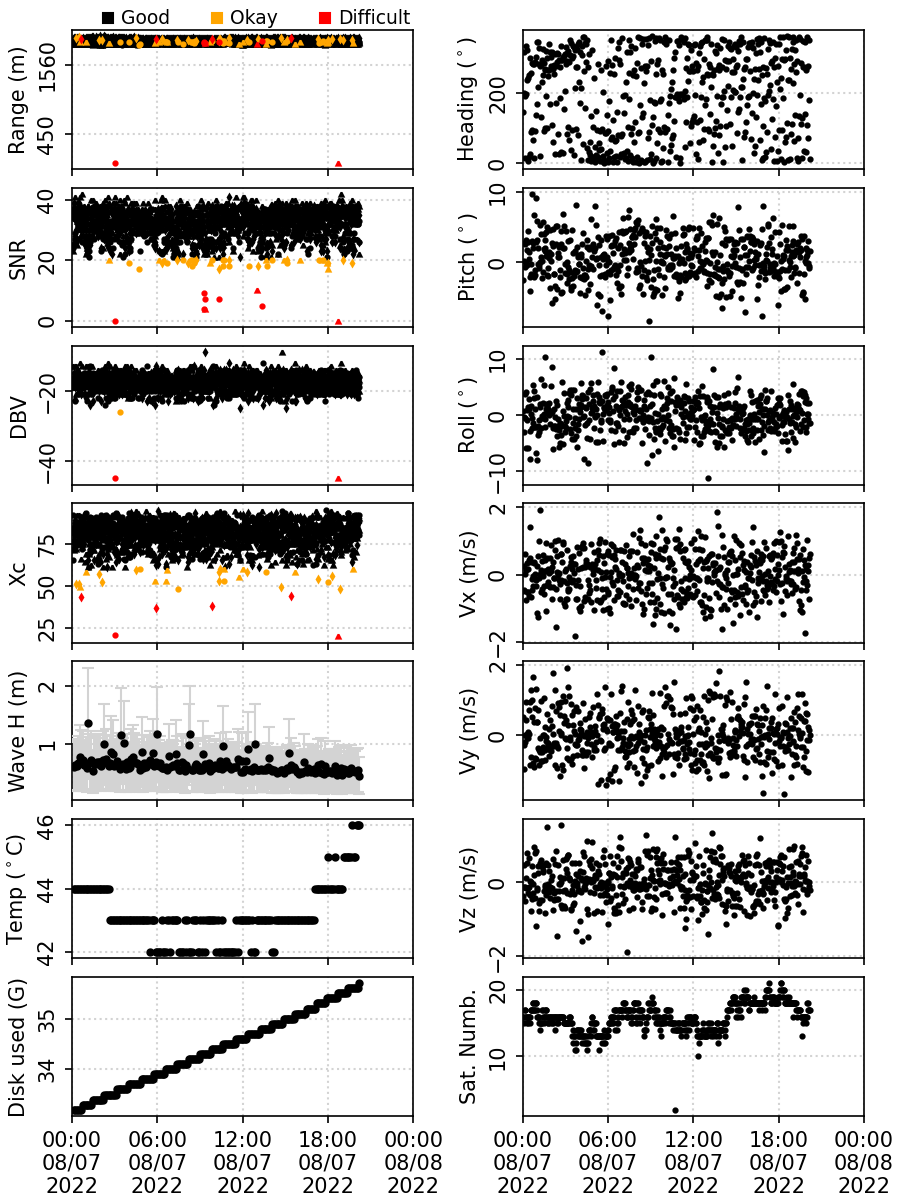 Good Okay Difficult
Range (m)
1560
450
Heading (°)
200
0
SNR
40
20
0
Pitch (°)
10
0
DBV
−20
−40
Roll (°)
10
0
−10
Xc
75
50
25
Vx (m/s)
2
0
−2
Wave H (m)
2
1
Vy (m/s)
2
0
Temp (°C)
46
44
42
Vz (m/s)
0
−2
Disk used (G)
35
34
Sat. Numb.
20
10
00:00 06:00 12:00 18:00 00:00 00:00 06:00 12:00 18:00 00:00
08/07 08/07 08/07 08/07 08/08 08/07 08/07 08/07 08/07 08/08
2022 2022 2022 2022 2022 2022 2022 2022 2022 2022